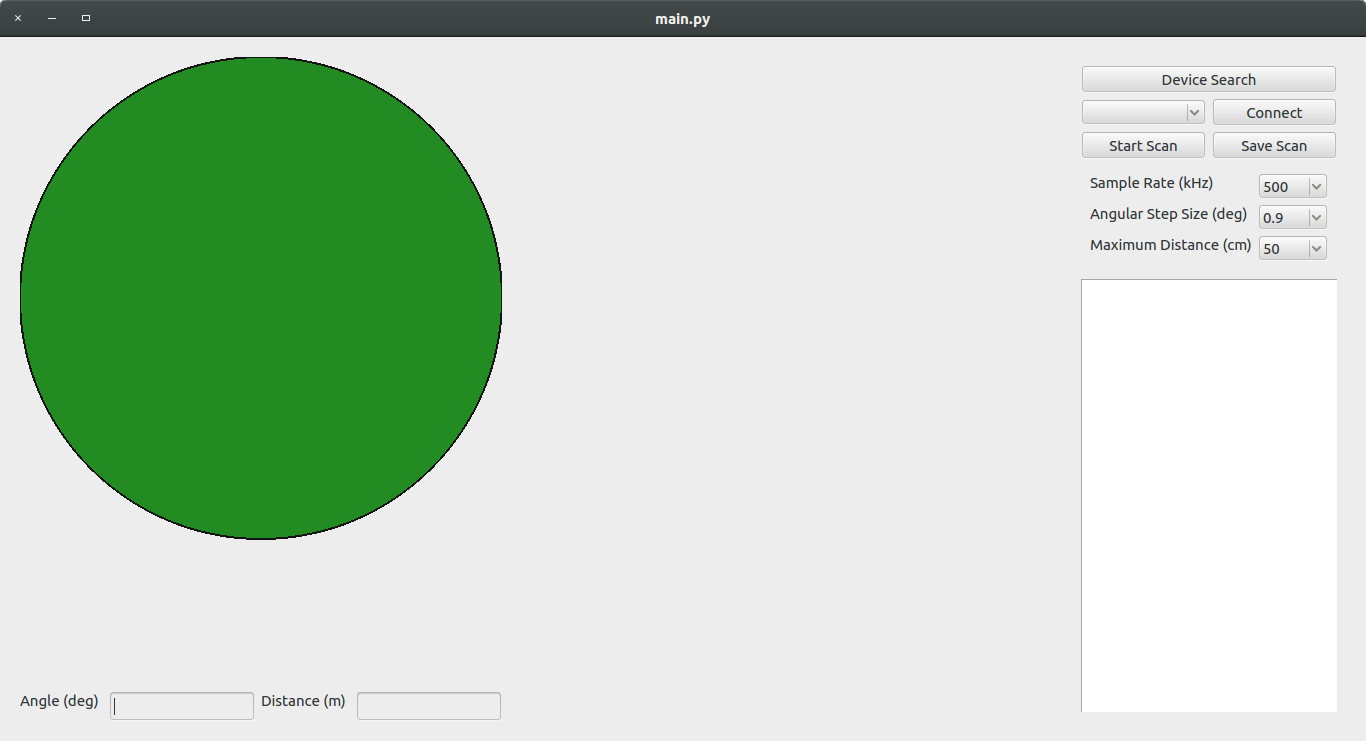 main.py
Device Search
Connect
Start Scan Save Scan
Sample Rate (kHz) 500
Angular Step Size (deg) 0.9
Maximum Distance (cm) 50
Angle (deg) Distance (m)